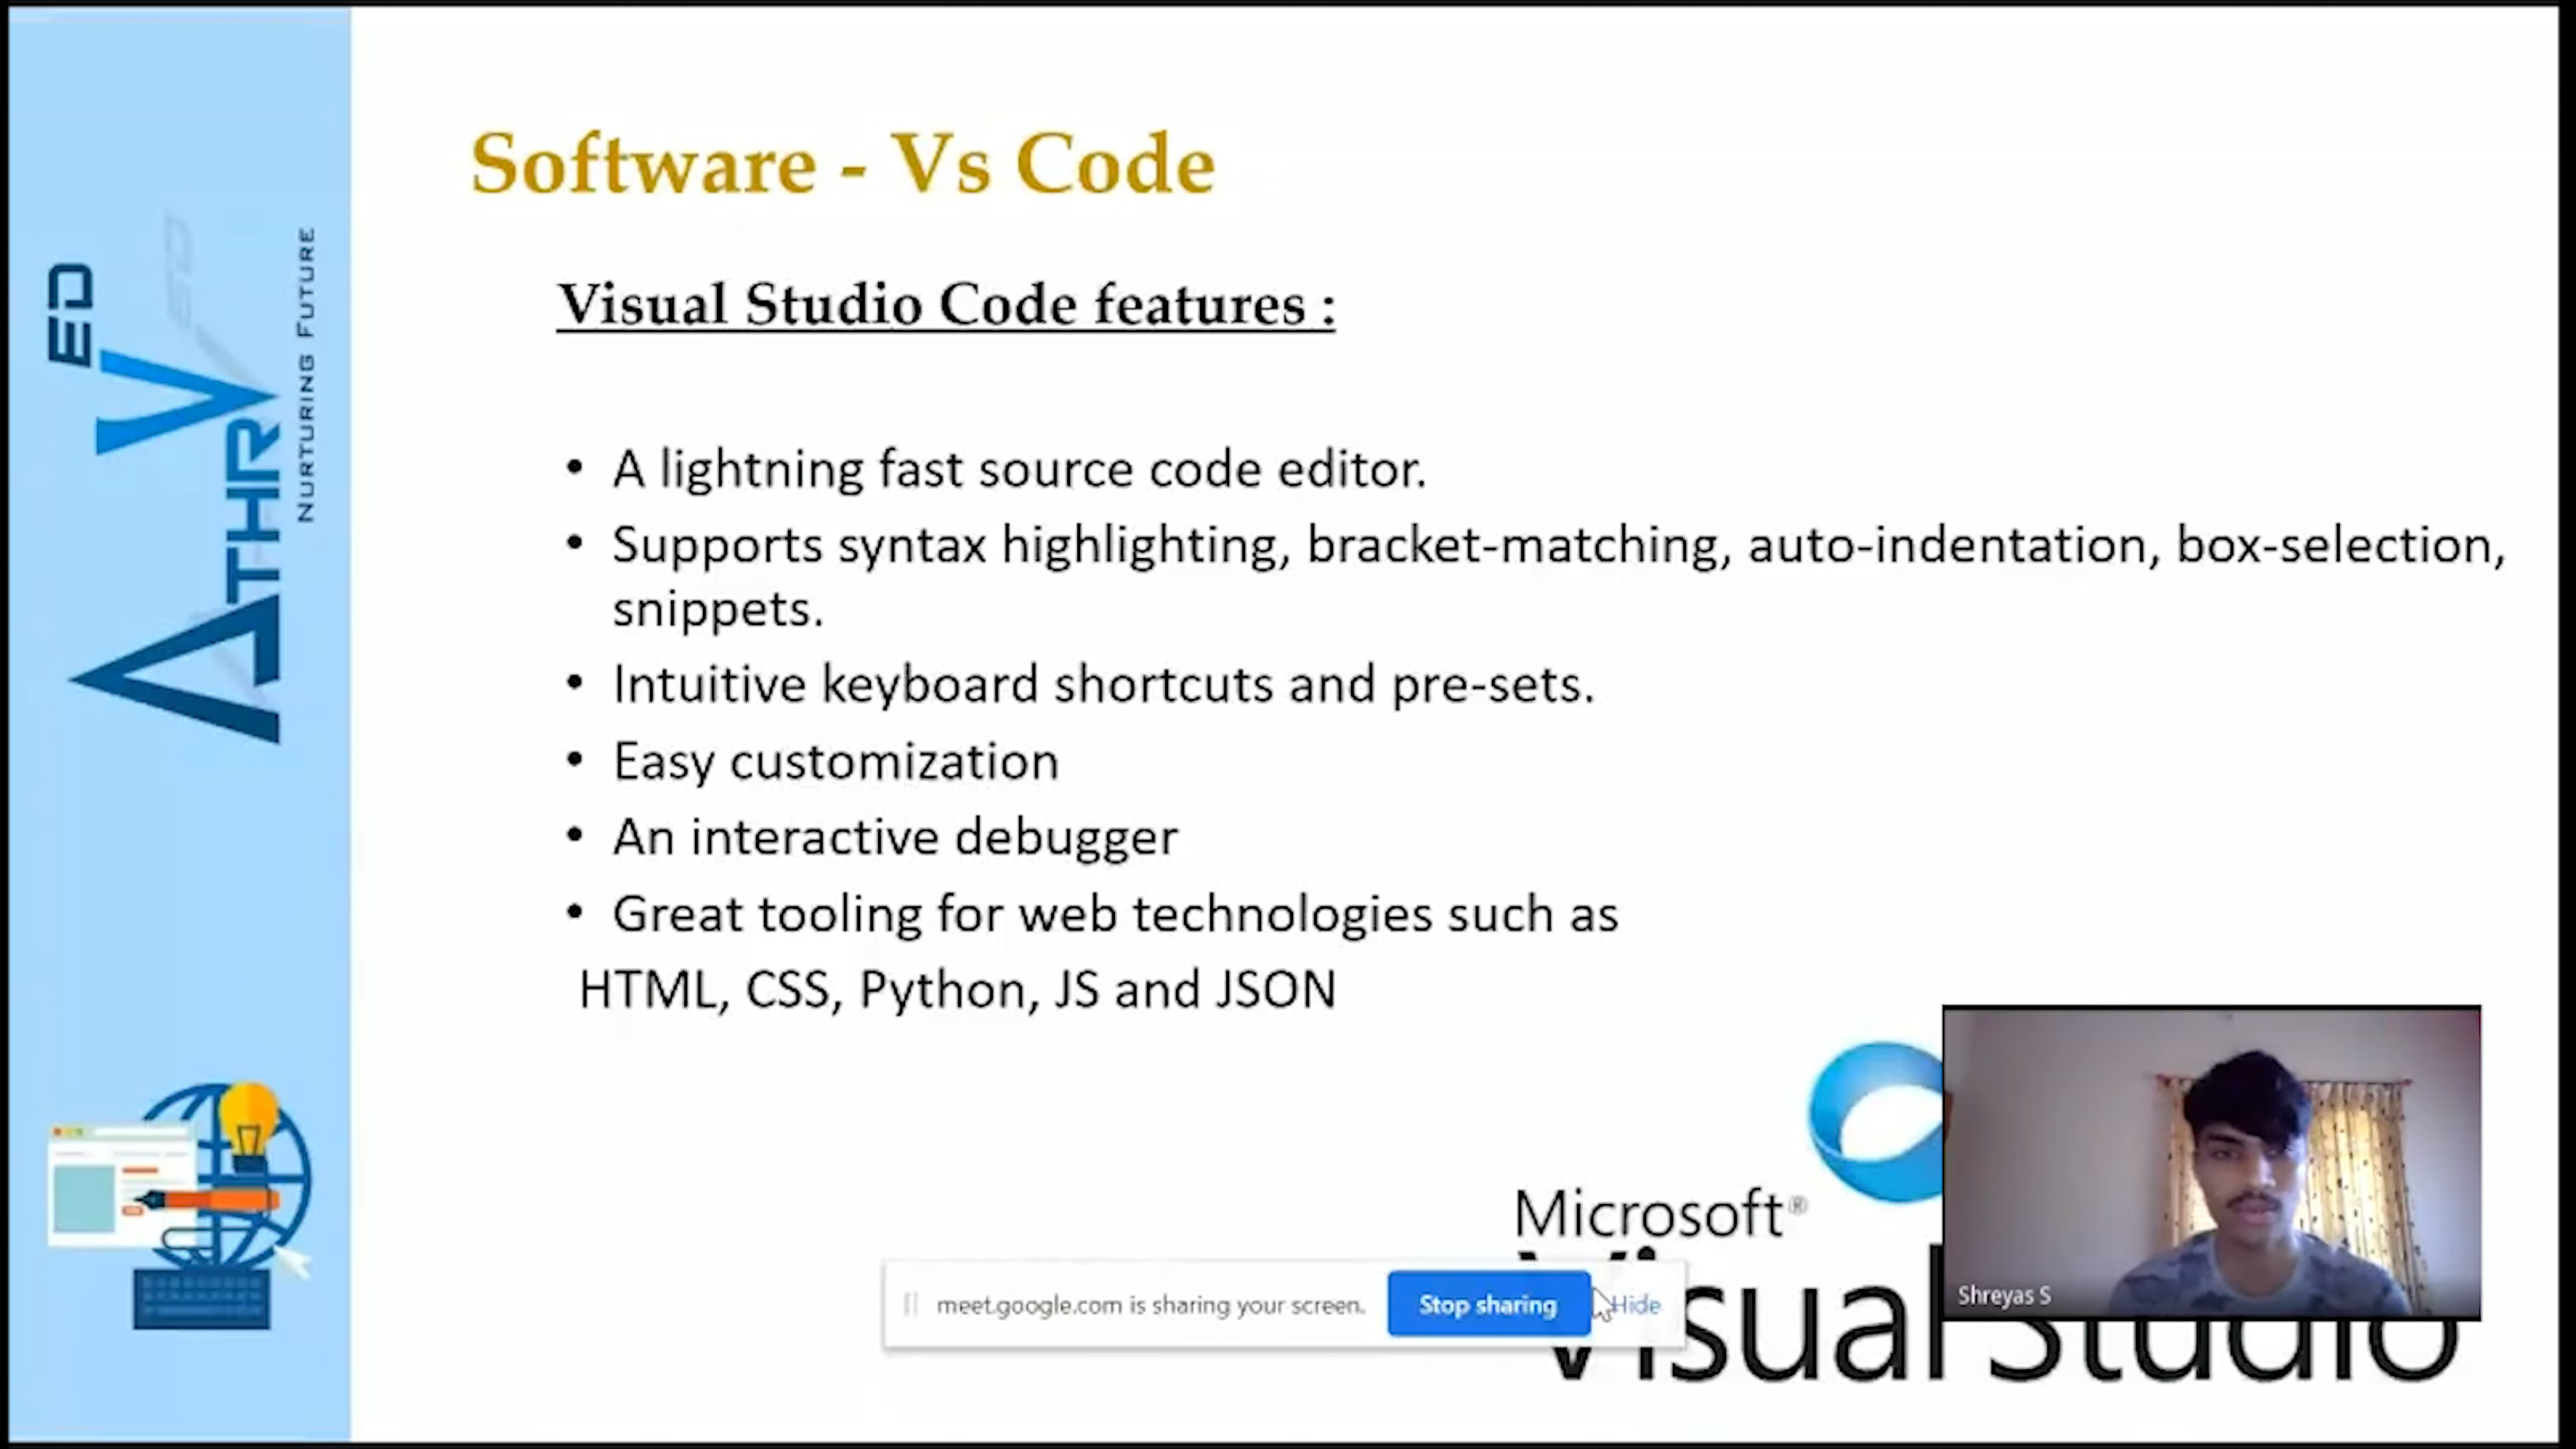 Software - Vs Code
Visual Studio Code features :
• A lightning fast source code editor.
• Supports syntax highlighting, bracket-matching, auto-indentation, box-selection,
snippets.
• Intuitive keyboard shortcuts and pre-sets.
• Easy customization
• An interactive debugger
• Great tooling for web technologies such as
HTML, CSS, Python, JS and JSON
ATHRV ED
NURTURING FUTURE
Microsoft®
Visual Studio
meet.google.com is sharing your screen.
Stop sharing
Hide
Shreyas S